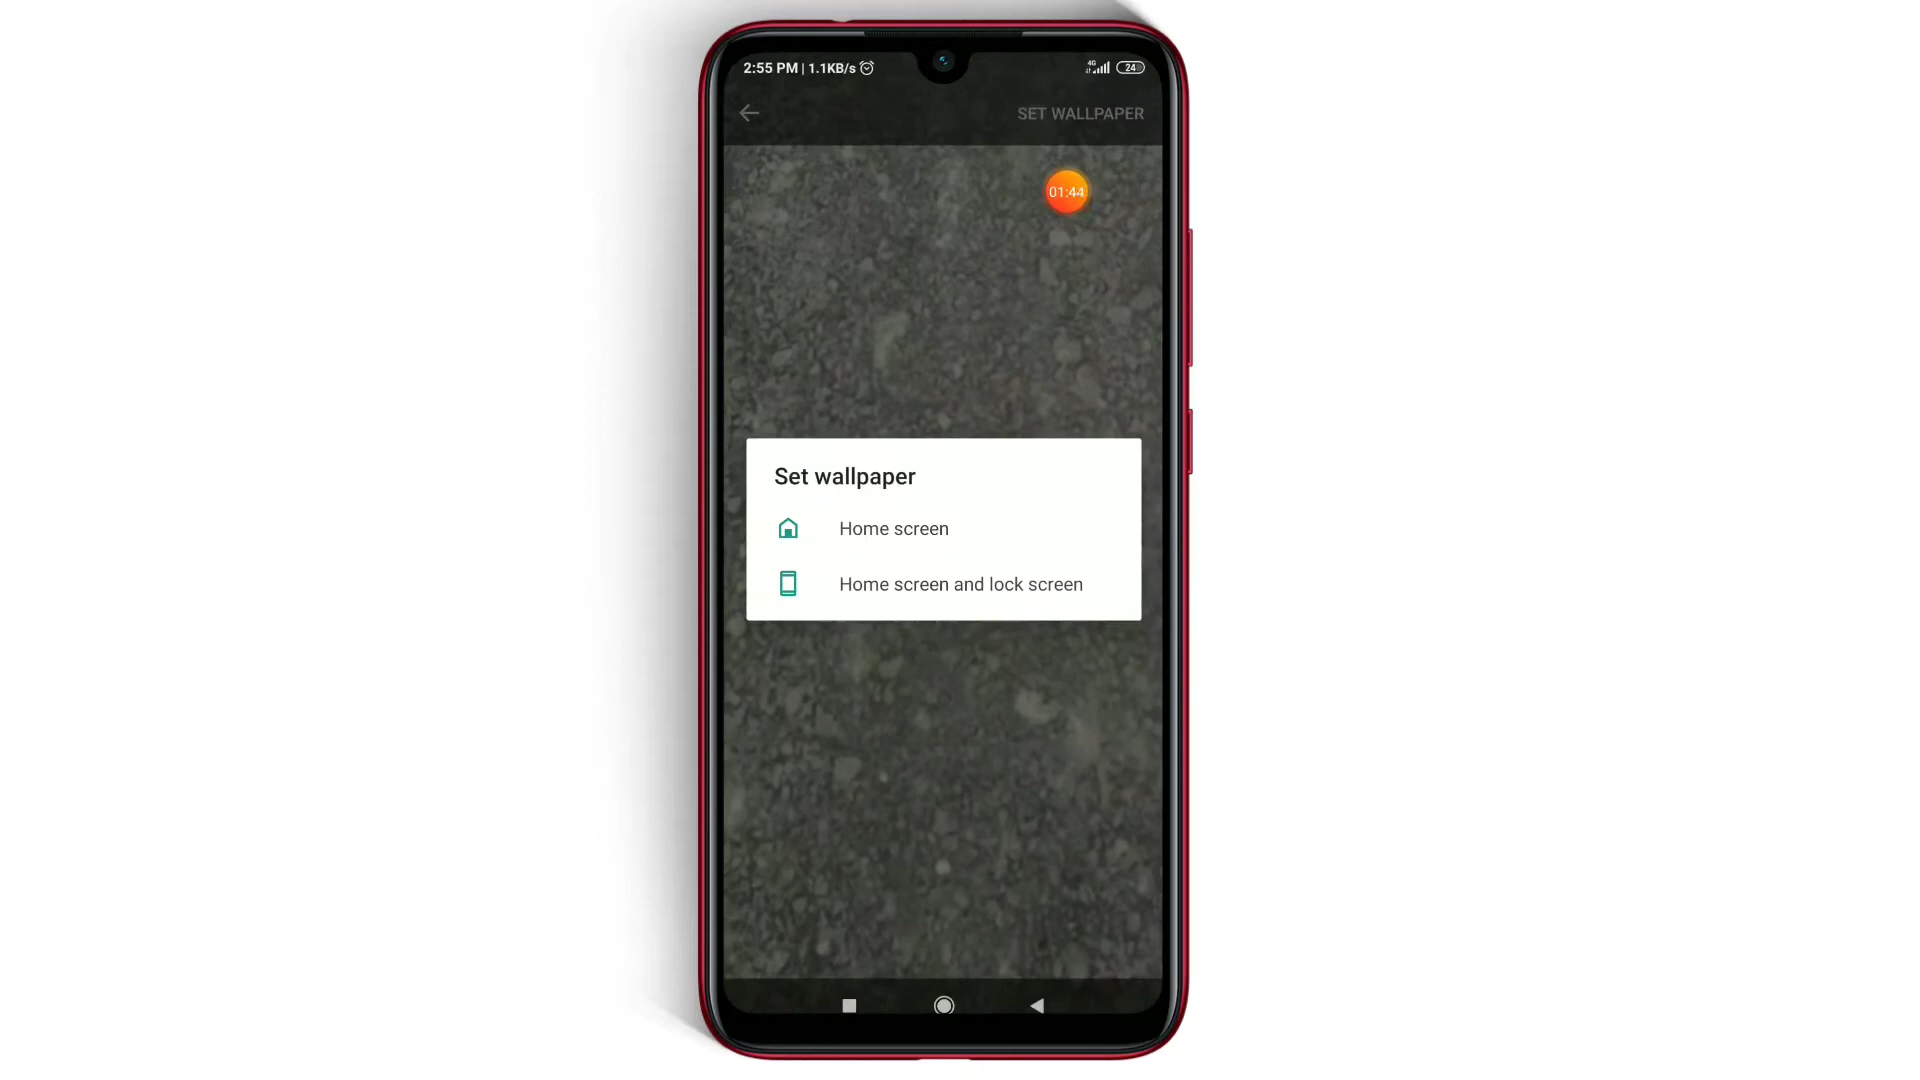 2:55 PM | 1.1KB/s 4G 24
SET WALLPAPER
01:44
Set wallpaper
Home screen
Home screen and lock screen